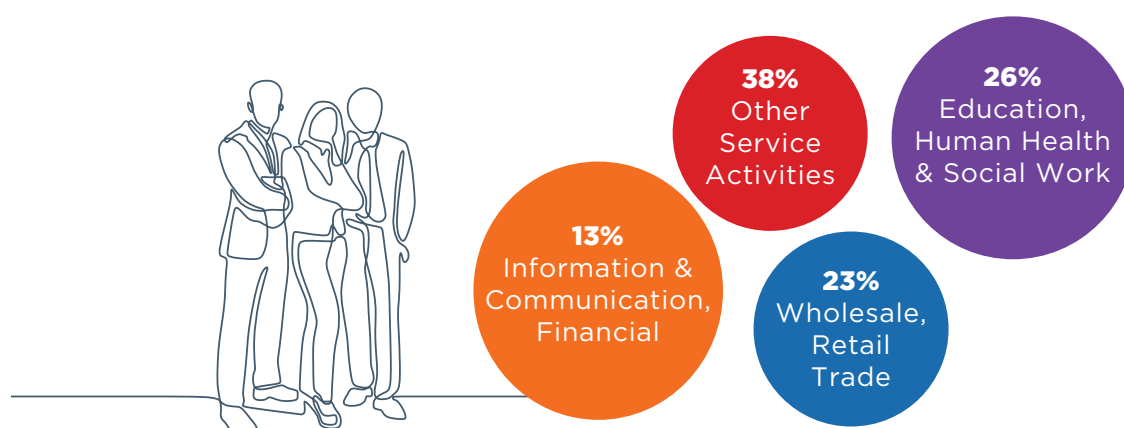 38%
Other
Service
Activities
26%
Education,
Human Health
& Social Work
13%
Information &
Communication,
Financial
23%
Wholesale,
Retail
Trade